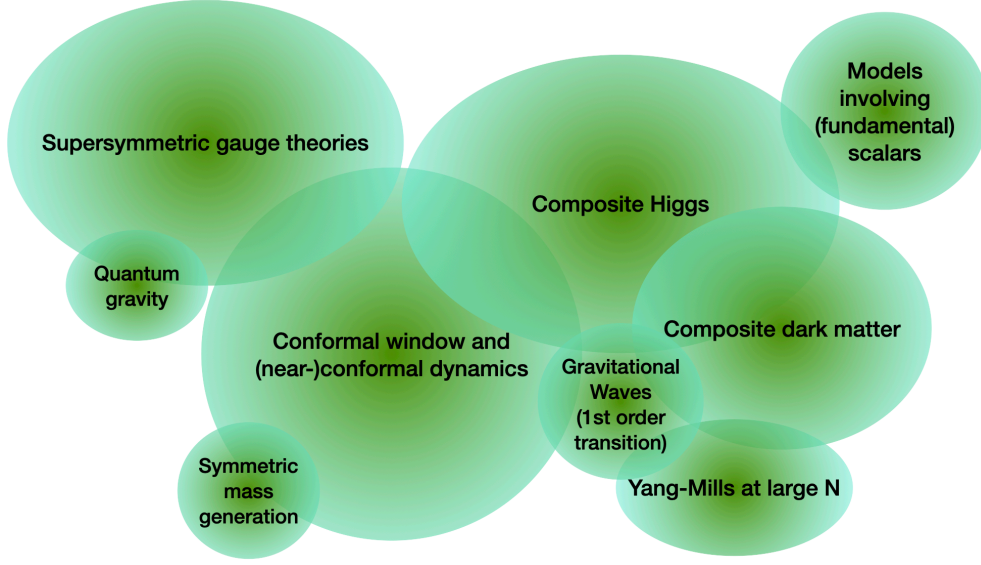 Models
involving
(fundamental)
scalars
Supersymmetric gauge theories
Composite Higgs
Quantum
gravity
Conformal window and
(near-)conformal dynamics
Composite dark matter
Gravitational
Waves
(1st order
transition)
Symmetric
mass
generation
Yang-Mills at large N